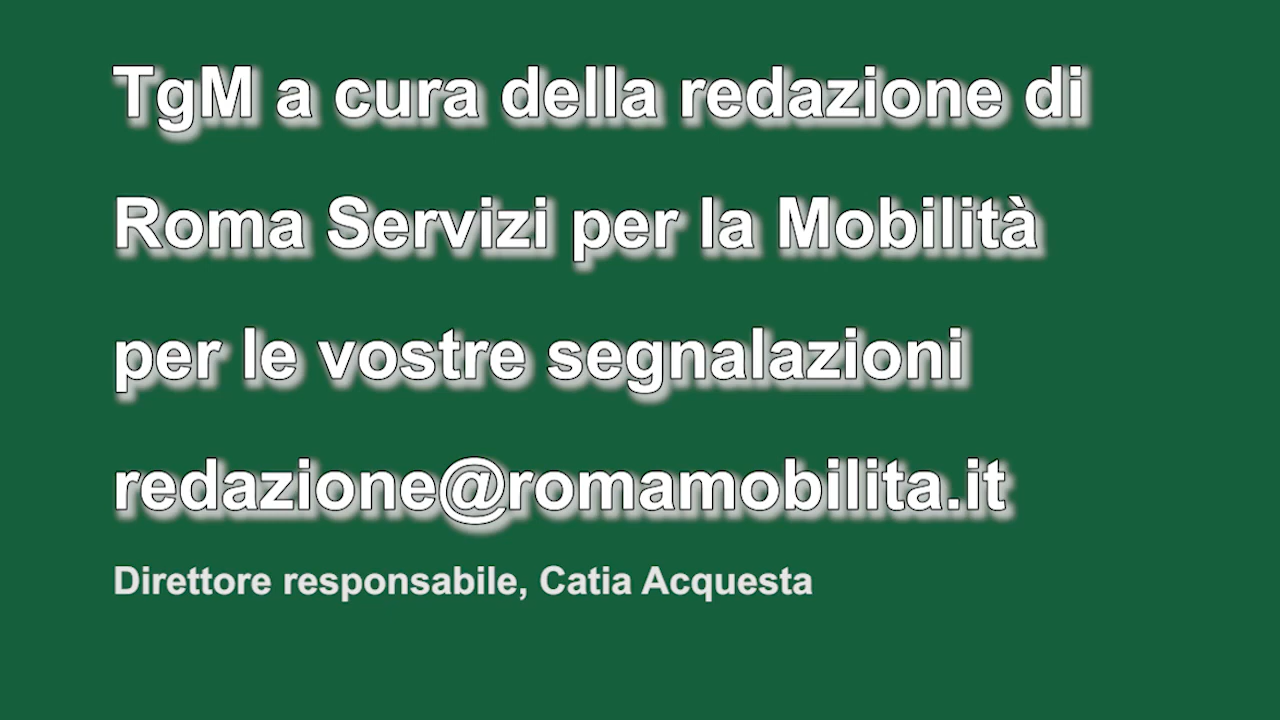 TgM a cura della redazione di
Roma Servizi per la Mobilità
per le vostre segnalazioni
redazione@romamobilita.it
Direttore responsabile, Catia Acquesta